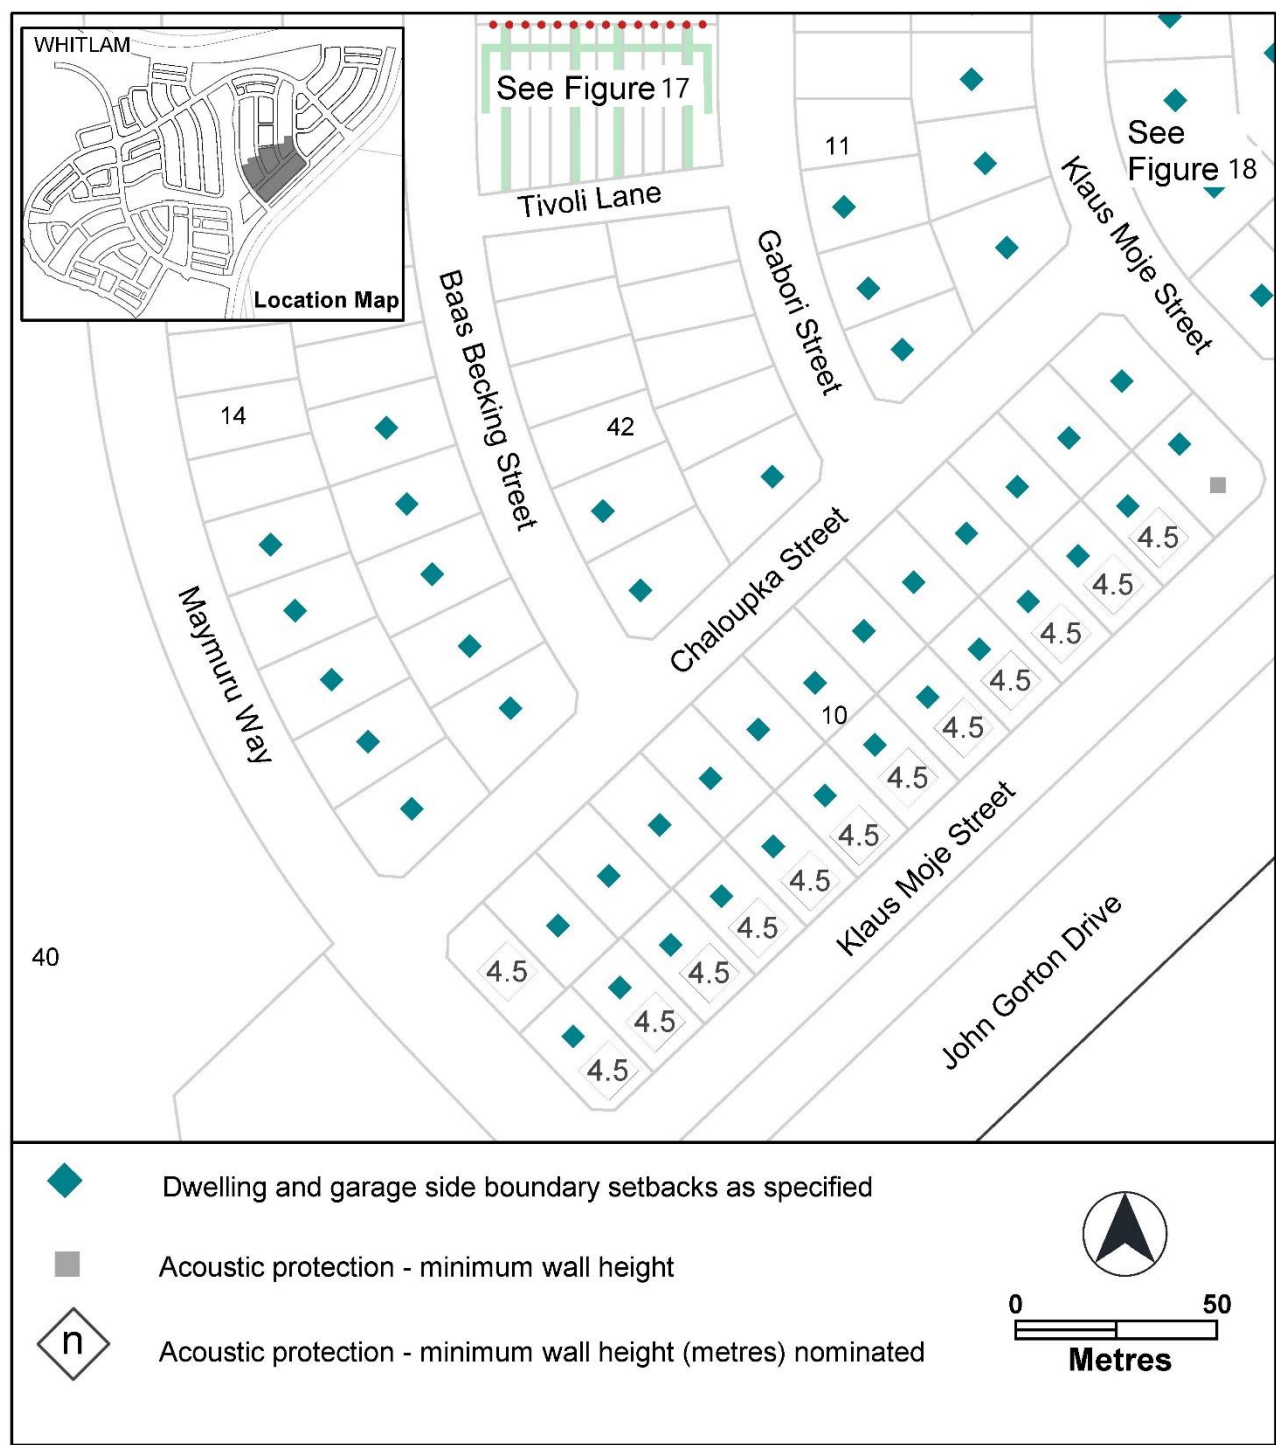 WHITLAM
Location Map
See Figure 17
See
Figure 18
11
Tivoli Lane
Klaus Moje Street
Gabori Street
Baas Becking Street
14
42
Maymuru Way
Chaloupka Street
4.5
4.5
4.5
4.5
4.5
10
4.5
4.5
4.5
4.5
4.5
4.5
4.5
4.5
Klaus Moje Street
John Gorton Drive
40
Dwelling and garage side boundary setbacks as specified
Acoustic protection - minimum wall height
n
Acoustic protection - minimum wall height (metres) nominated
0 50
Metres